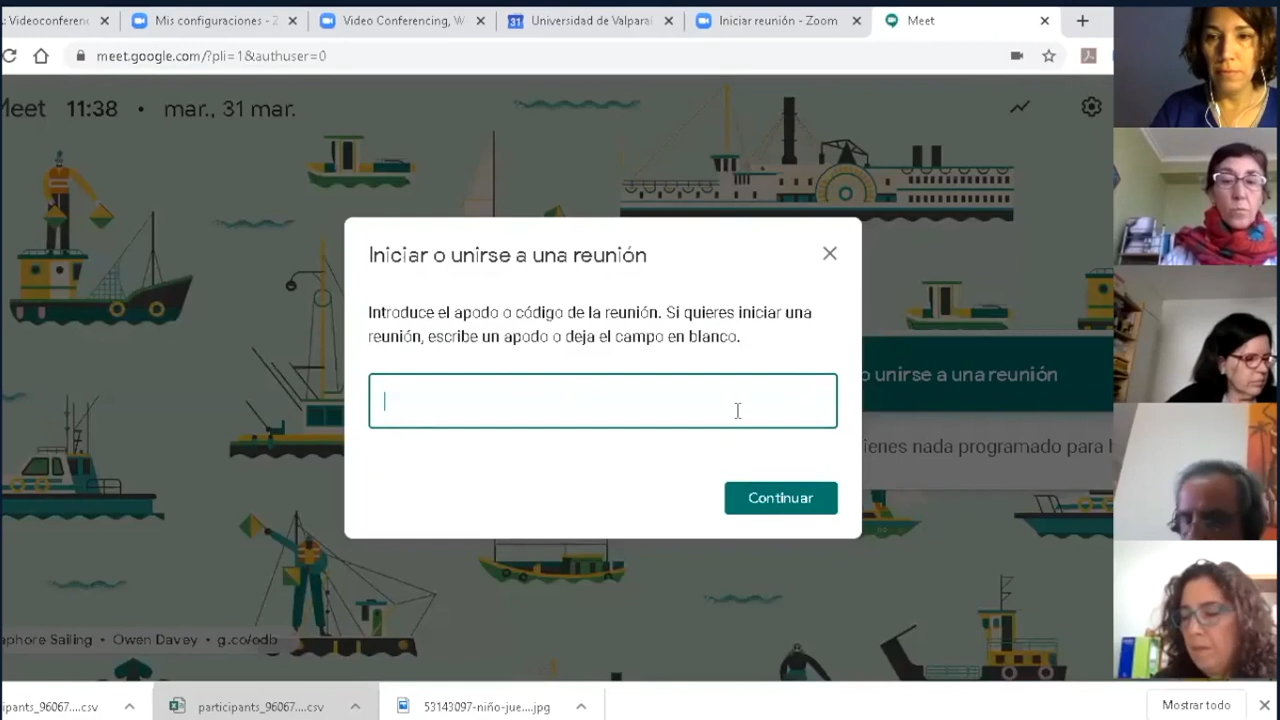 : Videoconferenc
Mis configuraciones - Z
Video Conferencing, W
Universidad de Valparaí
Iniciar reunión - Zoom
Meet
meet.google.com/?pli=1&authuser=0
Meet 11:38 • mar., 31 mar.
Iniciar o unirse a una reunión
Introduce el apodo o código de la reunión. Si quieres iniciar una
reunión, escribe un apodo o deja el campo en blanco.
o unirse a una reunión
ienes nada programado para h
Continuar
aphore Sailing • Owen Davey • g.co/odb
ipants_96067....csv
participants_96067....csv
53143097-niño-jue....jpg
Mostrar todo